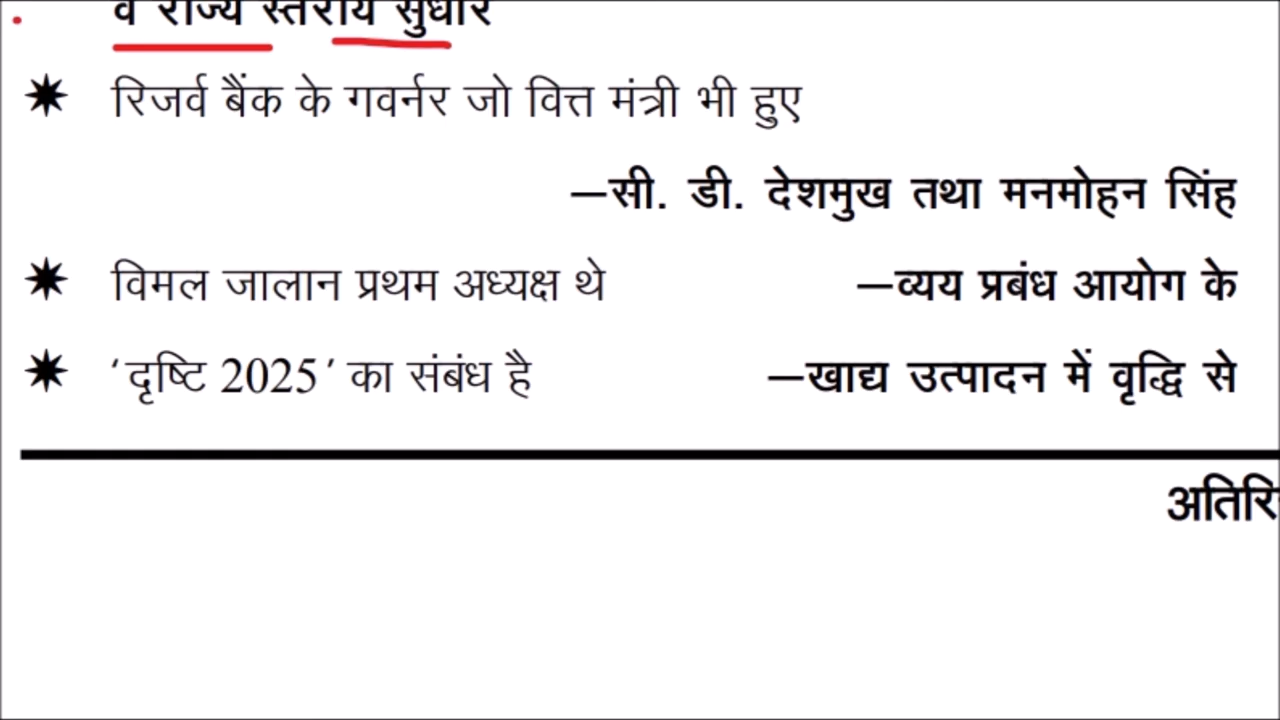 व राज्य स्तरीय सुधार
✷ रिजर्व बैंक के गवर्नर जो वित्त मंत्री भी हुए
—सी. डी. देशमुख तथा मनमोहन सिंह
✷ विमल जालान प्रथम अध्यक्ष थे —व्यय प्रबंध आयोग के
✷ ‘दृष्टि 2025’ का संबंध है —खाद्य उत्पादन में वृद्धि से